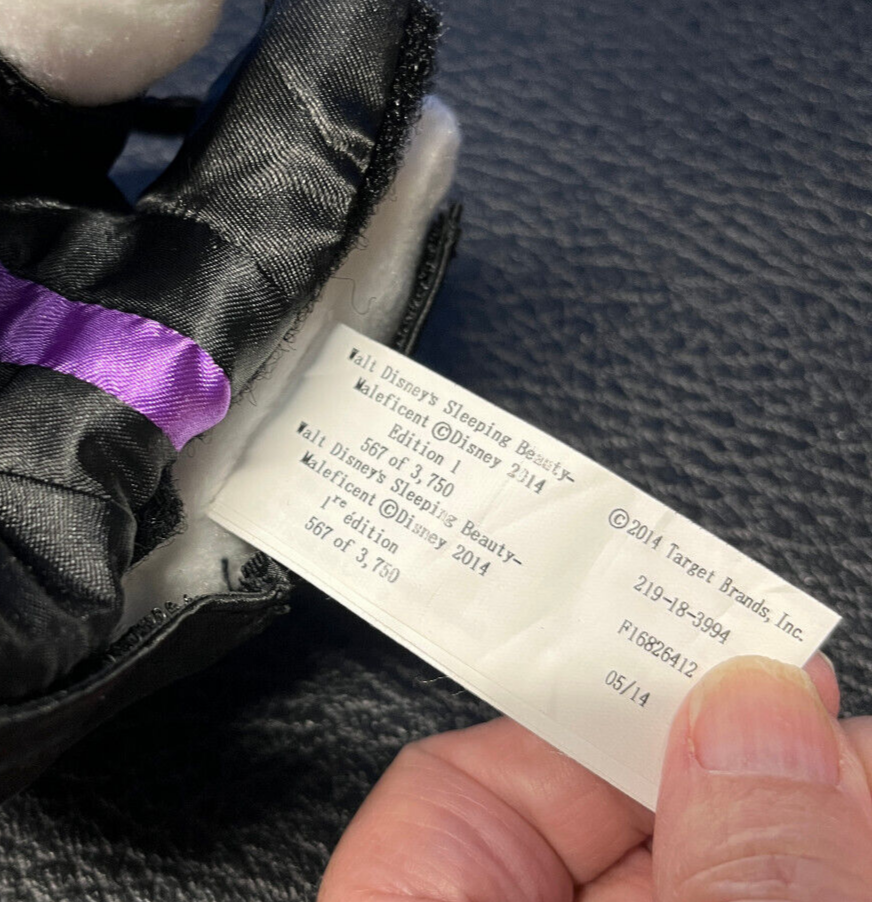 Walt Disney's Sleeping Beauty-
Maleficent ©Disney 2014
Edition 1
567 of 3,750
Walt Disney's Sleeping Beauty-
Maleficent ©Disney 2014
1re édition
567 of 3,750
©2014 Target Brands, Inc.
219-18-3994
F16826412
05/14